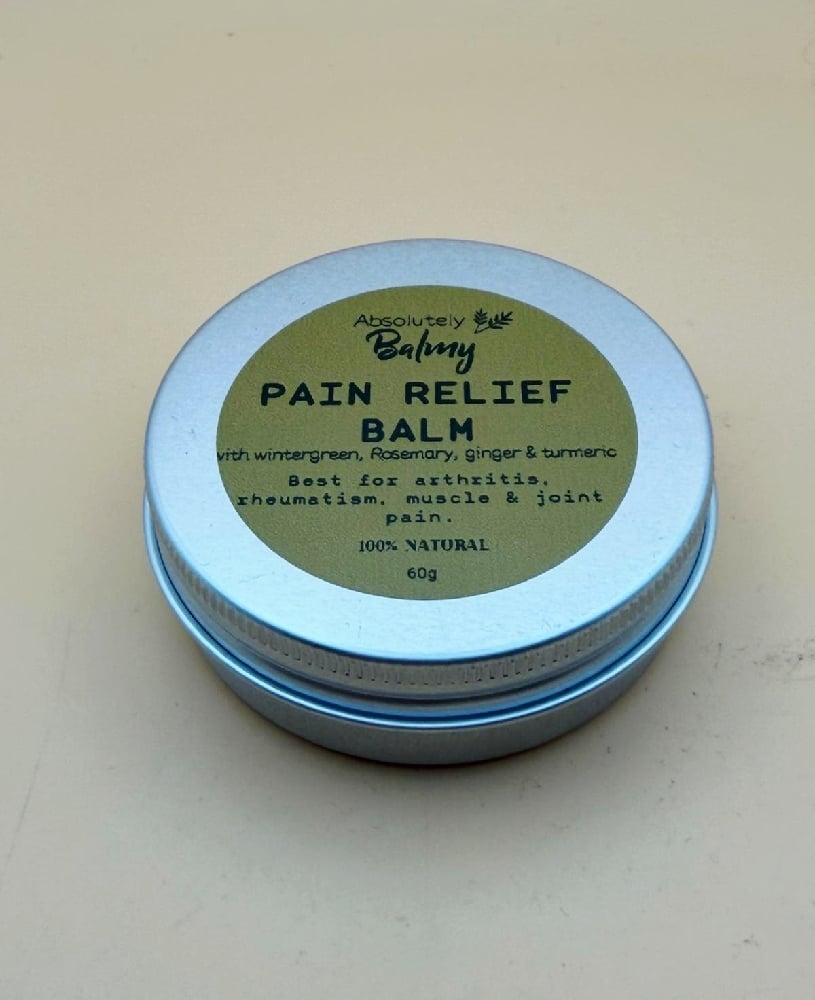 Absolutely
Balmy
PAIN RELIEF
BALM
with wintergreen, Rosemary, ginger & turmeric
Best for arthritis,
rheumatism, muscle & joint
pain.
100% NATURAL
60g